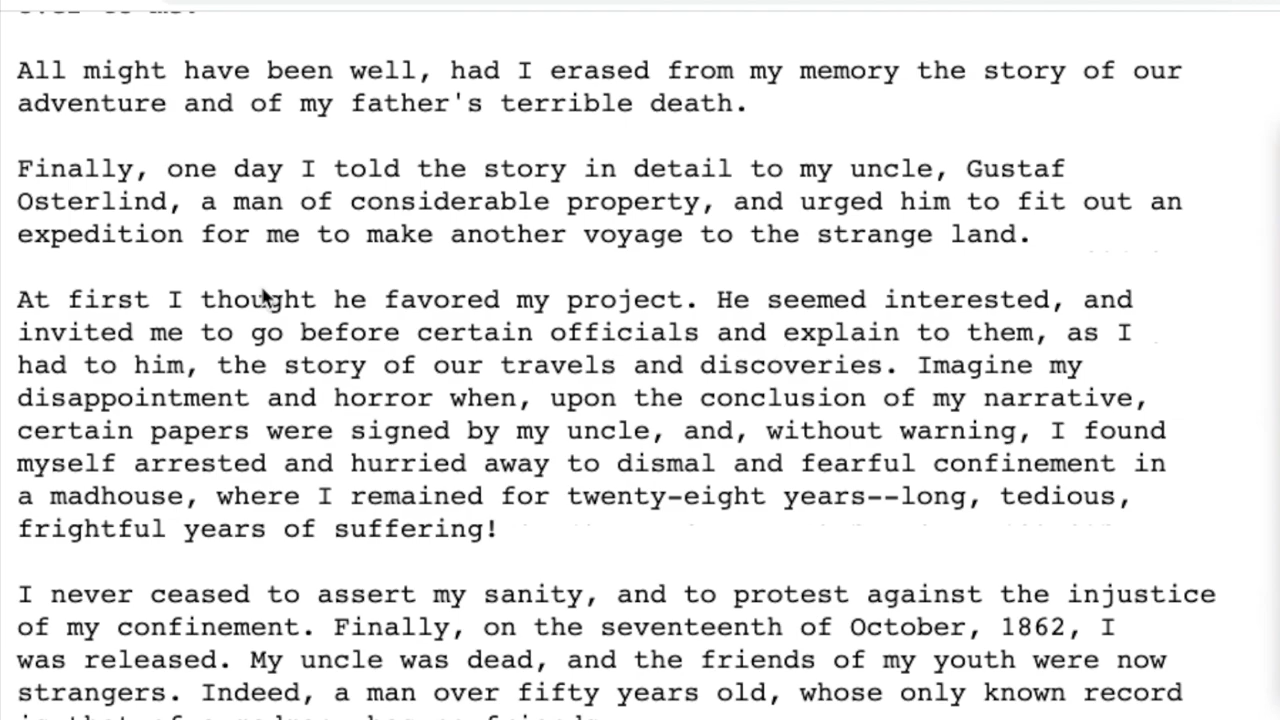 All might have been well, had I erased from my memory the story of our
adventure and of my father's terrible death.
Finally, one day I told the story in detail to my uncle, Gustaf
Osterlind, a man of considerable property, and urged him to fit out an
expedition for me to make another voyage to the strange land.
At first I thought he favored my project. He seemed interested, and
invited me to go before certain officials and explain to them, as I
had to him, the story of our travels and discoveries. Imagine my
disappointment and horror when, upon the conclusion of my narrative,
certain papers were signed by my uncle, and, without warning, I found
myself arrested and hurried away to dismal and fearful confinement in
a madhouse, where I remained for twenty-eight years--long, tedious,
frightful years of suffering!
I never ceased to assert my sanity, and to protest against the injustice
of my confinement. Finally, on the seventeenth of October, 1862, I
was released. My uncle was dead, and the friends of my youth were now
strangers. Indeed, a man over fifty years old, whose only known record